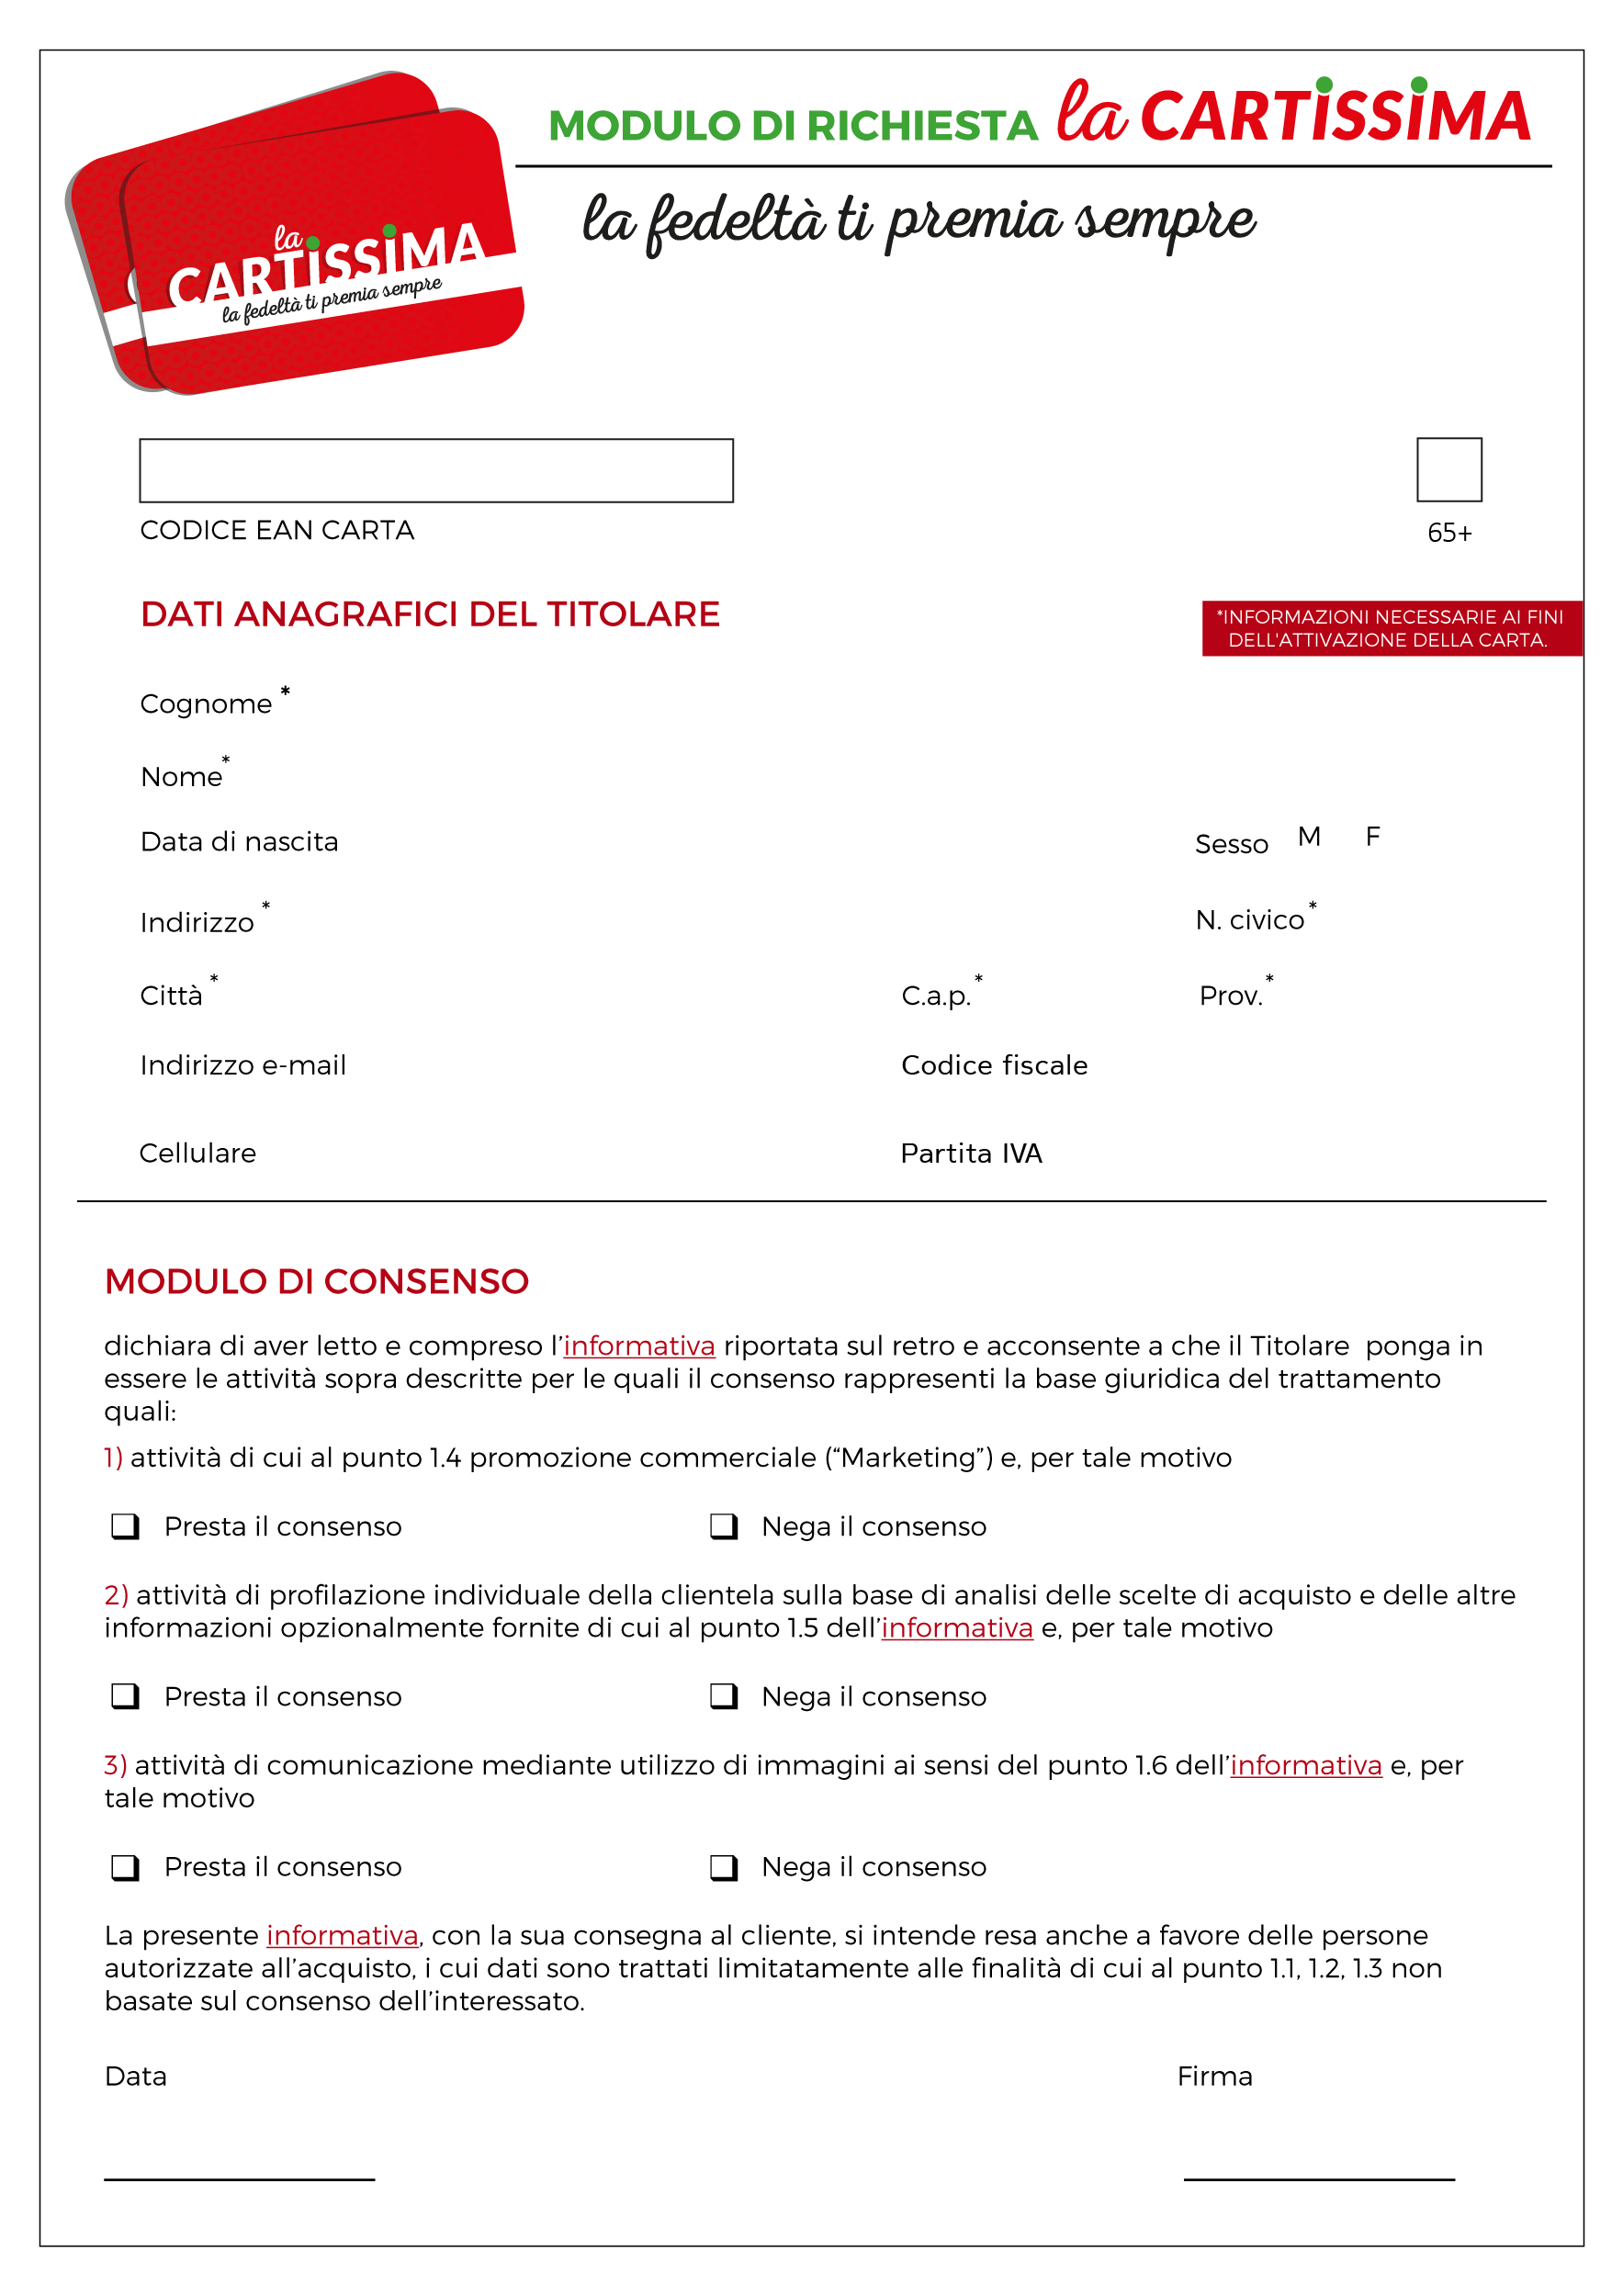 MODULO DI RICHIESTA la CARTISSIMA
la fedeltà ti premia sempre
la
CARTISSIMA
la fedeltà ti premia sempre
CODICE EAN CARTA
65+
DATI ANAGRAFICI DEL TITOLARE
*INFORMAZIONI NECESSARIE AI FINI
DELL'ATTIVAZIONE DELLA CARTA.
Cognome *
Nome*
Data di nascita Sesso M F
Indirizzo * N. civico*
Città * C.a.p.* Prov.*
Indirizzo e-mail Codice fiscale
Cellulare Partita IVA
MODULO DI CONSENSO
dichiara di aver letto e compreso l’informativa riportata sul retro e acconsente a che il Titolare ponga in
essere le attività sopra descritte per le quali il consenso rappresenti la base giuridica del trattamento
quali:
1) attività di cui al punto 1.4 promozione commerciale (“Marketing”) e, per tale motivo
❏ Presta il consenso ❏ Nega il consenso
2) attività di profilazione individuale della clientela sulla base di analisi delle scelte di acquisto e delle altre
informazioni opzionalmente fornite di cui al punto 1.5 dell’informativa e, per tale motivo
❏ Presta il consenso ❏ Nega il consenso
3) attività di comunicazione mediante utilizzo di immagini ai sensi del punto 1.6 dell’informativa e, per
tale motivo
❏ Presta il consenso ❏ Nega il consenso
La presente informativa, con la sua consegna al cliente, si intende resa anche a favore delle persone
autorizzate all’acquisto, i cui dati sono trattati limitatamente alle finalità di cui al punto 1.1, 1.2, 1.3 non
basate sul consenso dell’interessato.
Data Firma